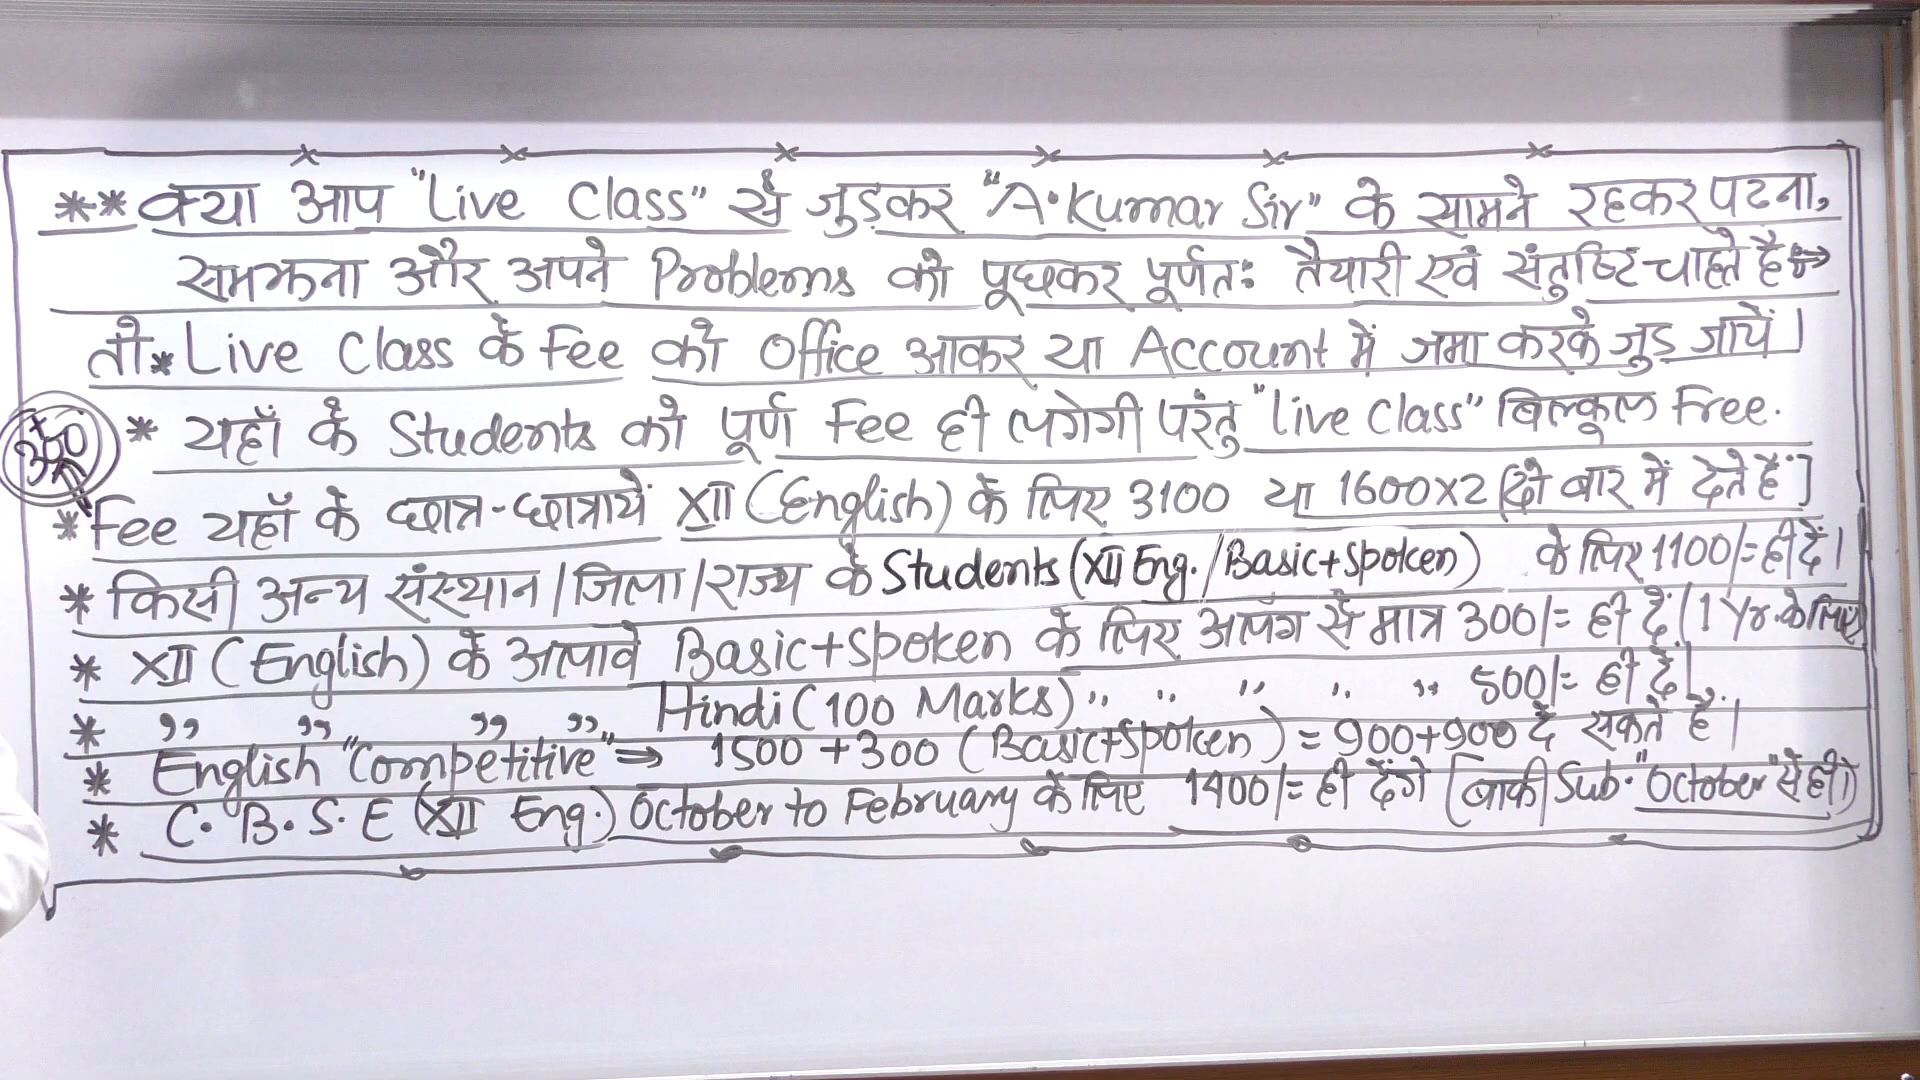 ** क्या आप "Live Class" से जुड़कर "A.Kumar Sir" के सामने रहकर पढना,
समझना और अपने Problems को पूछकर पूर्णतः तैयारी एवं संतुष्टि चाहते है ⇒
तो * Live Class के Fee को Office आकर या Account में जमा करके जुड़ जायें।
* यहाँ के Students को पूर्ण Fee ही लगेगी परंतु "live Class" बिल्कुल Free.
+300
* Fee यहाँ के छात्र-छात्रायें XII (English) के लिए 3100 या 1600x2 [दो बार में देते हैं]
* किसी अन्य संस्थान/जिला/राज्य के Students (XII Eng./Basic+Spoken) के लिए 1100/= ही दें।
* XII (English) के अलावे Basic+Spoken के लिए अलग से मात्र 300/= ही दें (1 Yr. के लिए)
* ,, ,, ,, ,, Hindi (100 Marks) ,, ,, ,, ,, ,, 500/= ही दें।
* English "Competitive" ⇒ 1500 + 300 (Basic+Spoken) = 900+900 दे सकते है।
* C.B.S.E (XII Eng.) October to February के लिए 1400/= ही देंगे (बाकी Sub. "October" से ही)